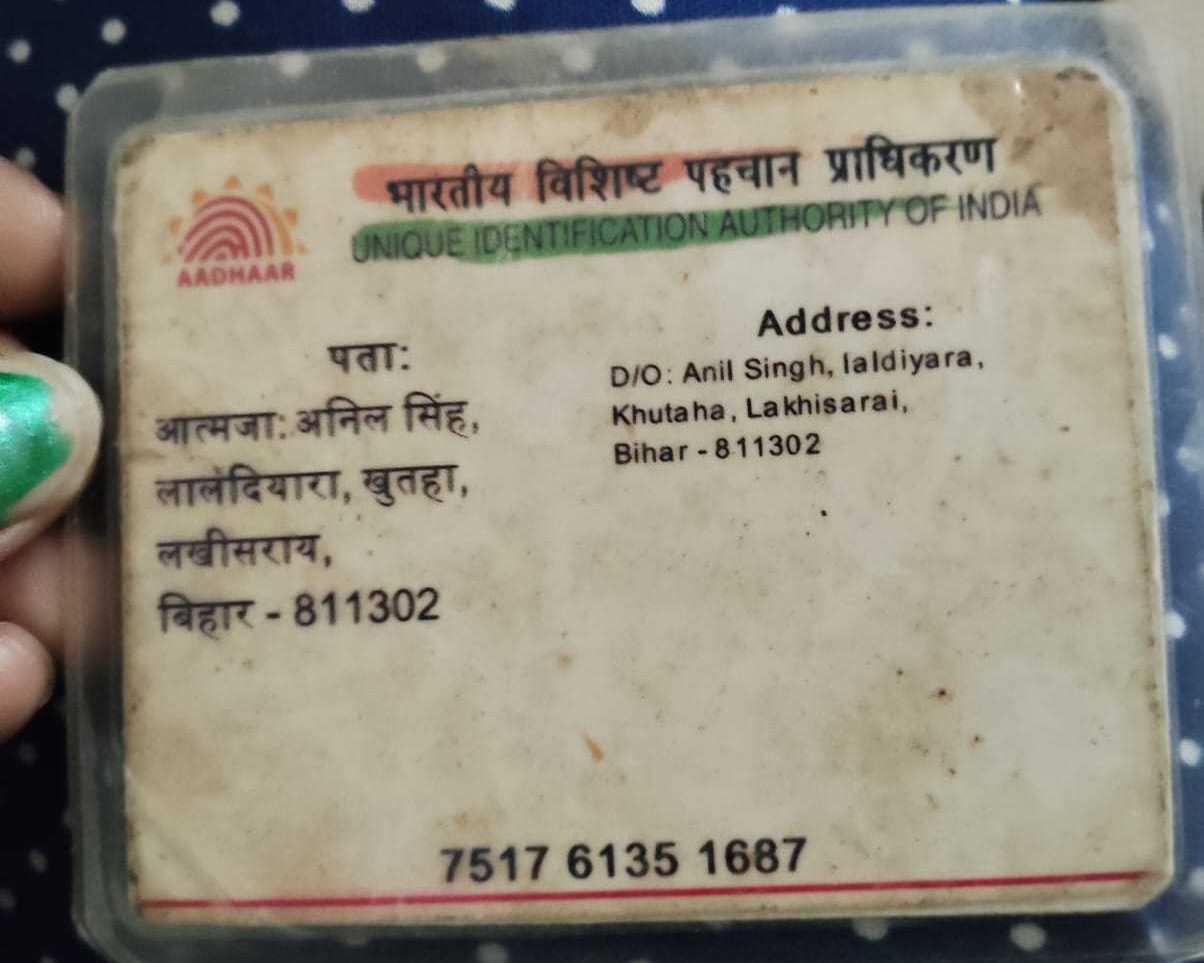 भारतीय विशिष्ट पहचान प्राधिकरण
UNIQUE IDENTIFICATION AUTHORITY OF INDIA
AADHAAR
पता:
आत्मजा: अनिल सिंह,
लालदियारा, खुतहा,
लखीसराय,
बिहार - 811302
Address:
D/O: Anil Singh, laldiyara,
Khutaha, Lakhisarai,
Bihar - 811302
7517 6135 1687